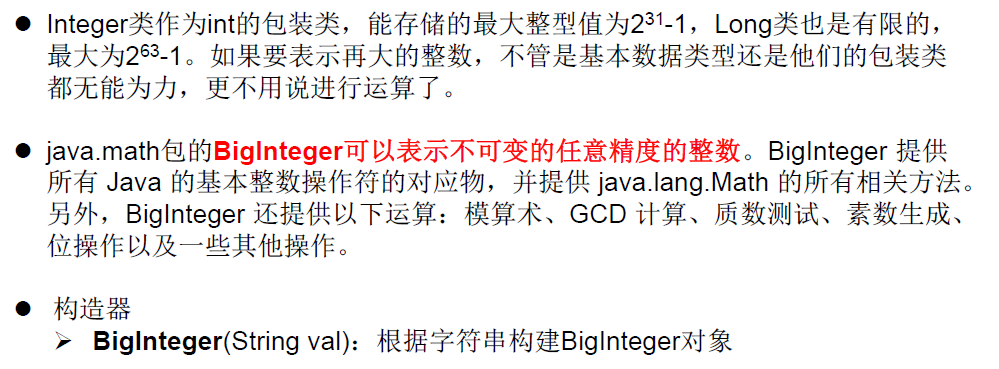 ● Integer类作为int的包装类，能存储的最大整型值为2³¹-1，Long类也是有限的，
最大为2⁶³-1。如果要表示再大的整数，不管是基本数据类型还是他们的包装类
都无能为力，更不用说进行运算了。
● java.math包的BigInteger可以表示不可变的任意精度的整数。BigInteger 提供
所有 Java 的基本整数操作符的对应物，并提供 java.lang.Math 的所有相关方法。
另外，BigInteger 还提供以下运算：模算术、GCD 计算、质数测试、素数生成、
位操作以及一些其他操作。
● 构造器
➢ BigInteger(String val)：根据字符串构建BigInteger对象